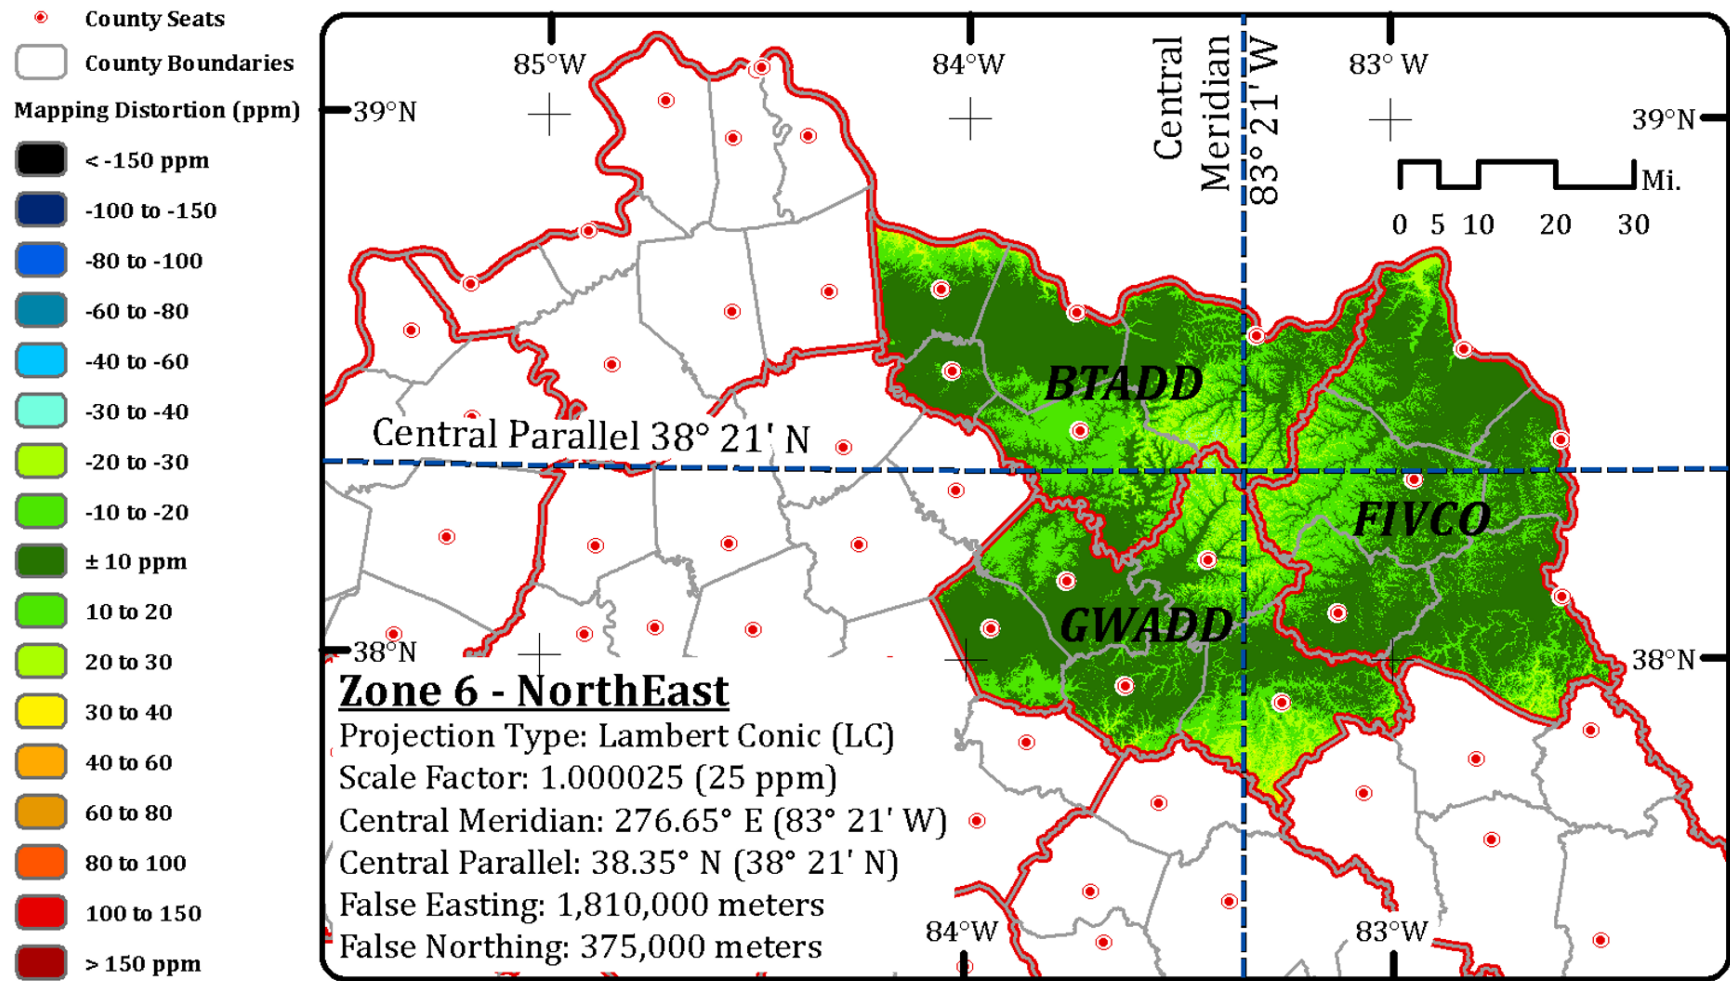 County Seats
County Boundaries
Mapping Distortion (ppm)
< -150 ppm
-100 to -150
-80 to -100
-60 to -80
-40 to -60
-30 to -40
-20 to -30
-10 to -20
± 10 ppm
10 to 20
20 to 30
30 to 40
40 to 60
60 to 80
80 to 100
100 to 150
> 150 ppm
85°W
84°W
83° W
Central
Meridian
83° 21' W
39°N
39°N
Mi.
0 5 10 20 30
BTADD
Central Parallel 38° 21' N
FIVCO
GWADD
38°N
38°N
Zone 6 - NorthEast
Projection Type: Lambert Conic (LC)
Scale Factor: 1.000025 (25 ppm)
Central Meridian: 276.65° E (83° 21' W)
Central Parallel: 38.35° N (38° 21' N)
False Easting: 1,810,000 meters
False Northing: 375,000 meters
84°W
83°W